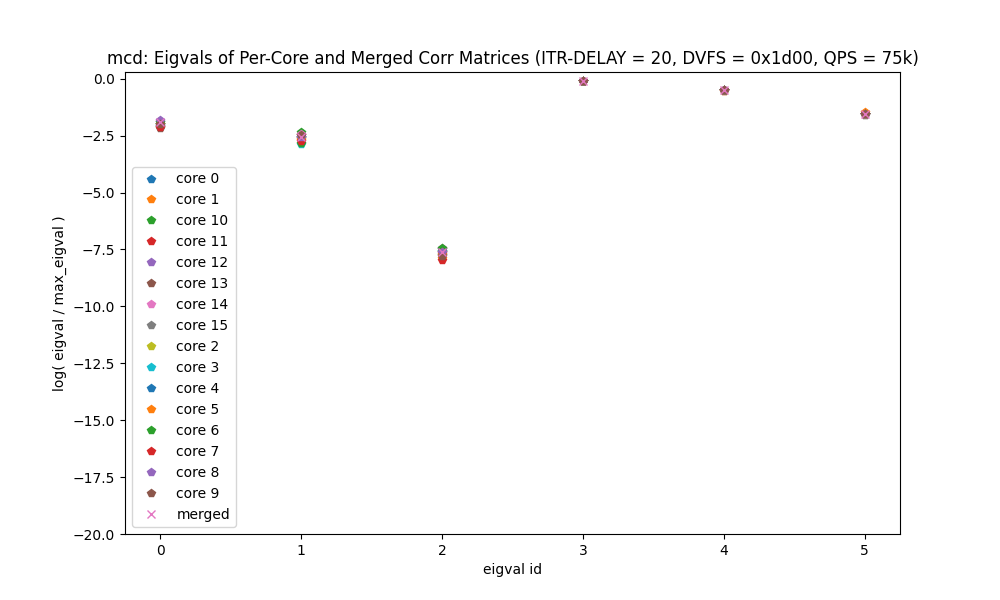 mcd: Eigvals of Per-Core and Merged Corr Matrices (ITR-DELAY = 20, DVFS = 0x1d00, QPS = 75k)
0.0
−2.5
−5.0
−7.5
−10.0
−12.5
−15.0
−17.5
−20.0
log( eigval / max_eigval )
core 0
core 1
core 10
core 11
core 12
core 13
core 14
core 15
core 2
core 3
core 4
core 5
core 6
core 7
core 8
core 9
merged
0 1 2 3 4 5
eigval id